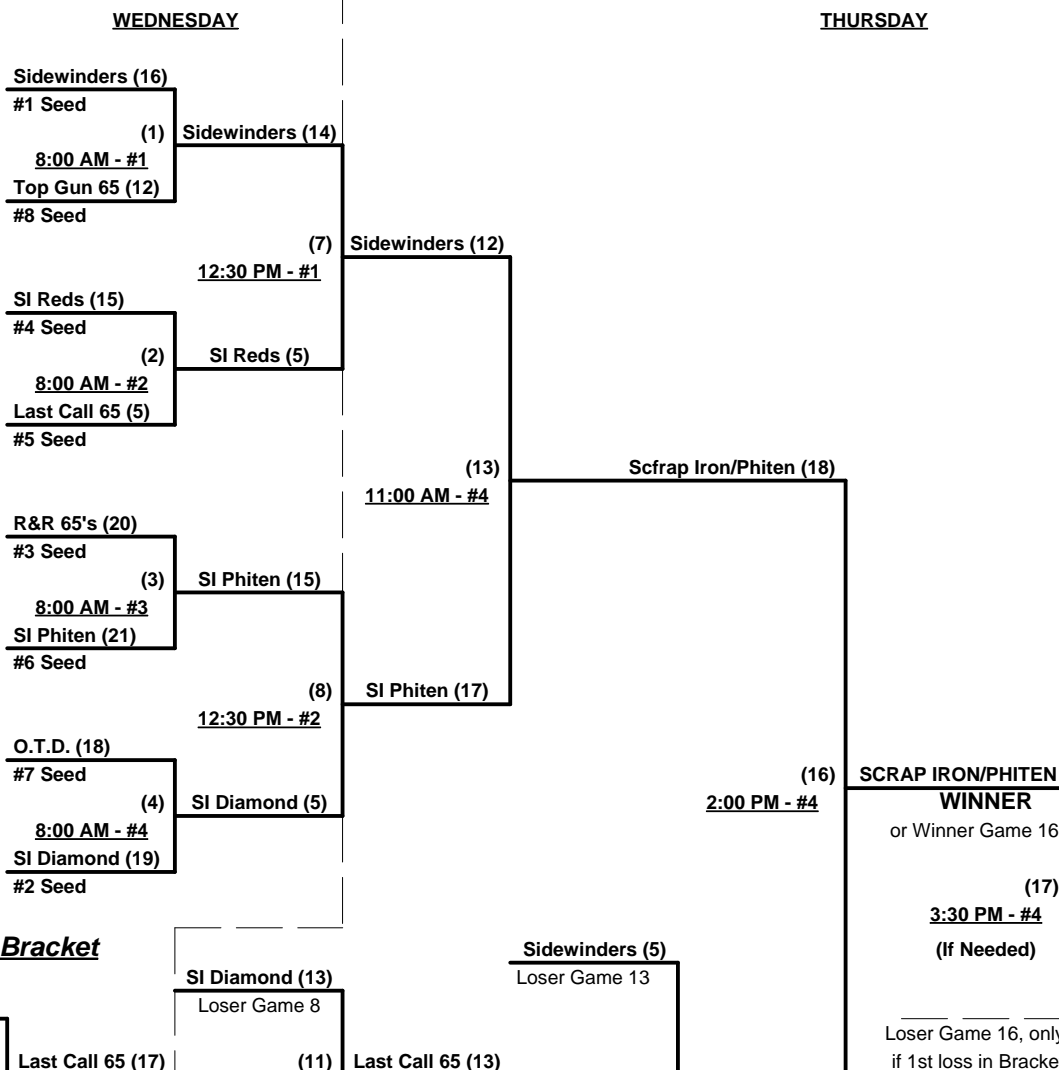 WEDNESDAY
THURSDAY
Sidewinders (16)
#1 Seed
(1)
Sidewinders (14)
8:00 AM - #1
Top Gun 65 (12)
#8 Seed
(7)
Sidewinders (12)
12:30 PM - #1
SI Reds (15)
#4 Seed
(2)
SI Reds (5)
8:00 AM - #2
Last Call 65 (5)
#5 Seed
(13)
Scfrap Iron/Phiten (18)
11:00 AM - #4
R&R 65's (20)
#3 Seed
(3)
SI Phiten (15)
8:00 AM - #3
SI Phiten (21)
#6 Seed
(8)
SI Phiten (17)
12:30 PM - #2
O.T.D. (18)
#7 Seed
(4)
SI Diamond (5)
8:00 AM - #4
SI Diamond (19)
#2 Seed
(16)
SCRAP IRON/PHITEN
2:00 PM - #4
WINNER
or Winner Game 16
(17)
3:30 PM - #4
(If Needed)
Bracket
Sidewinders (5)
Loser Game 13
SI Diamond (13)
Loser Game 8
Loser Game 16, only
if 1st loss in Bracke
Last Call 65 (17)
(11)
Last Call 65 (13)